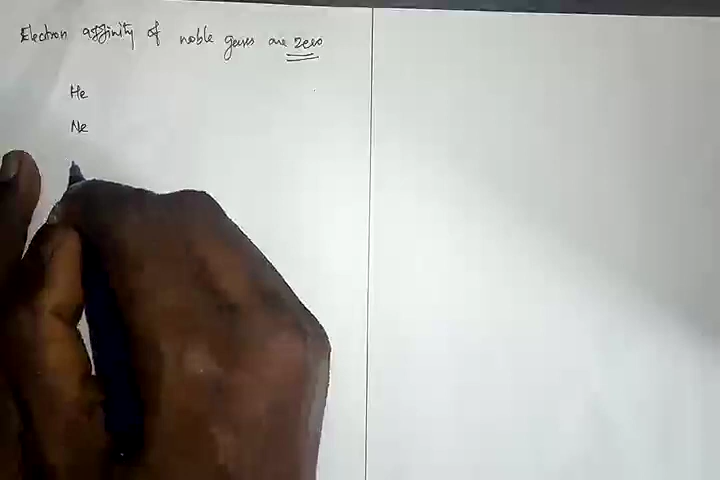 Electron affinity of noble gases are zero
He
Ne